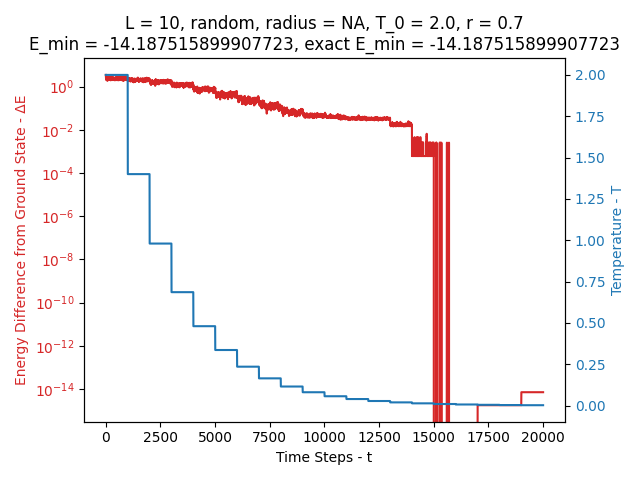 L = 10, random, radius = NA, T_0 = 2.0, r = 0.7
E_min = -14.187515899907723, exact E_min = -14.187515899907723
Energy Difference from Ground State - ΔE
10⁰
10⁻²
10⁻⁴
10⁻⁶
10⁻⁸
10⁻¹⁰
10⁻¹²
10⁻¹⁴
2.00
1.75
1.50
1.25
1.00
0.75
0.50
0.25
0.00
Temperature - T
0 2500 5000 7500 10000 12500 15000 17500 20000
Time Steps - t